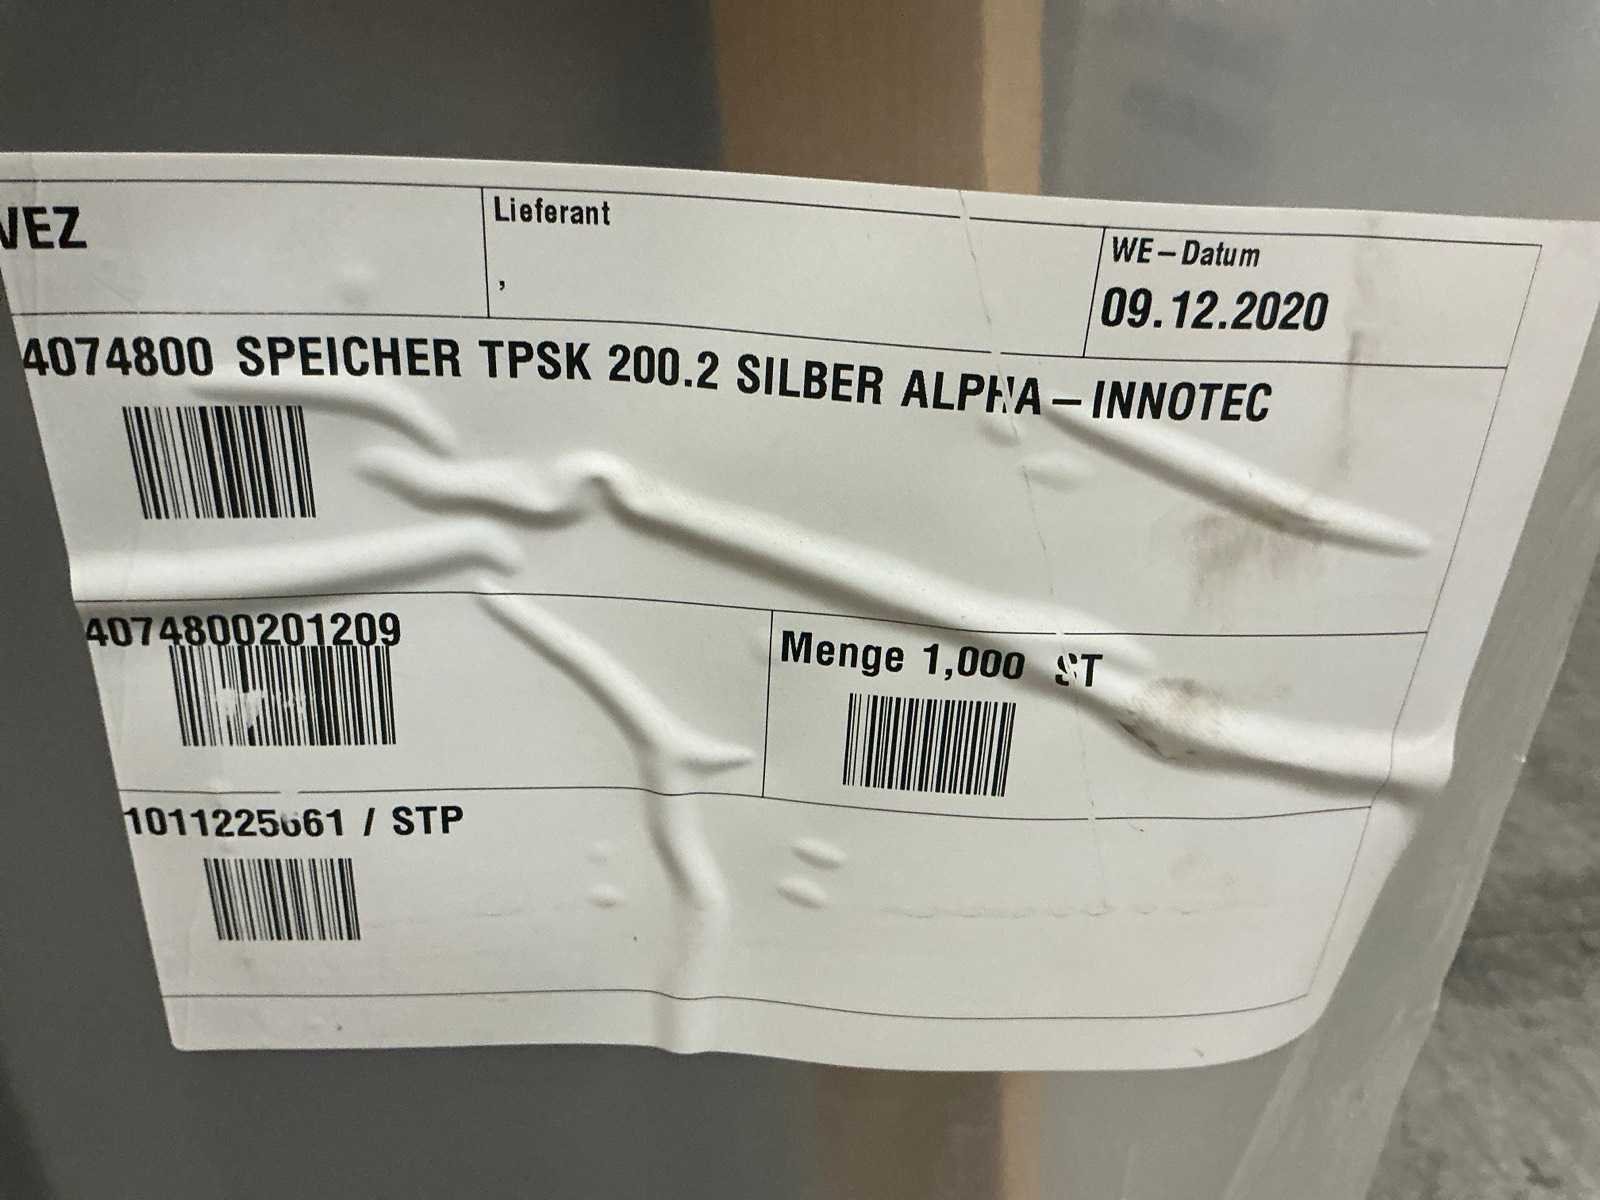 VEZ
Lieferant
,
WE-Datum
09.12.2020
4074800 SPEICHER TPSK 200.2 SILBER ALPHA-INNOTEC
4074800201209
Menge 1,000 ST
1011225661 / STP